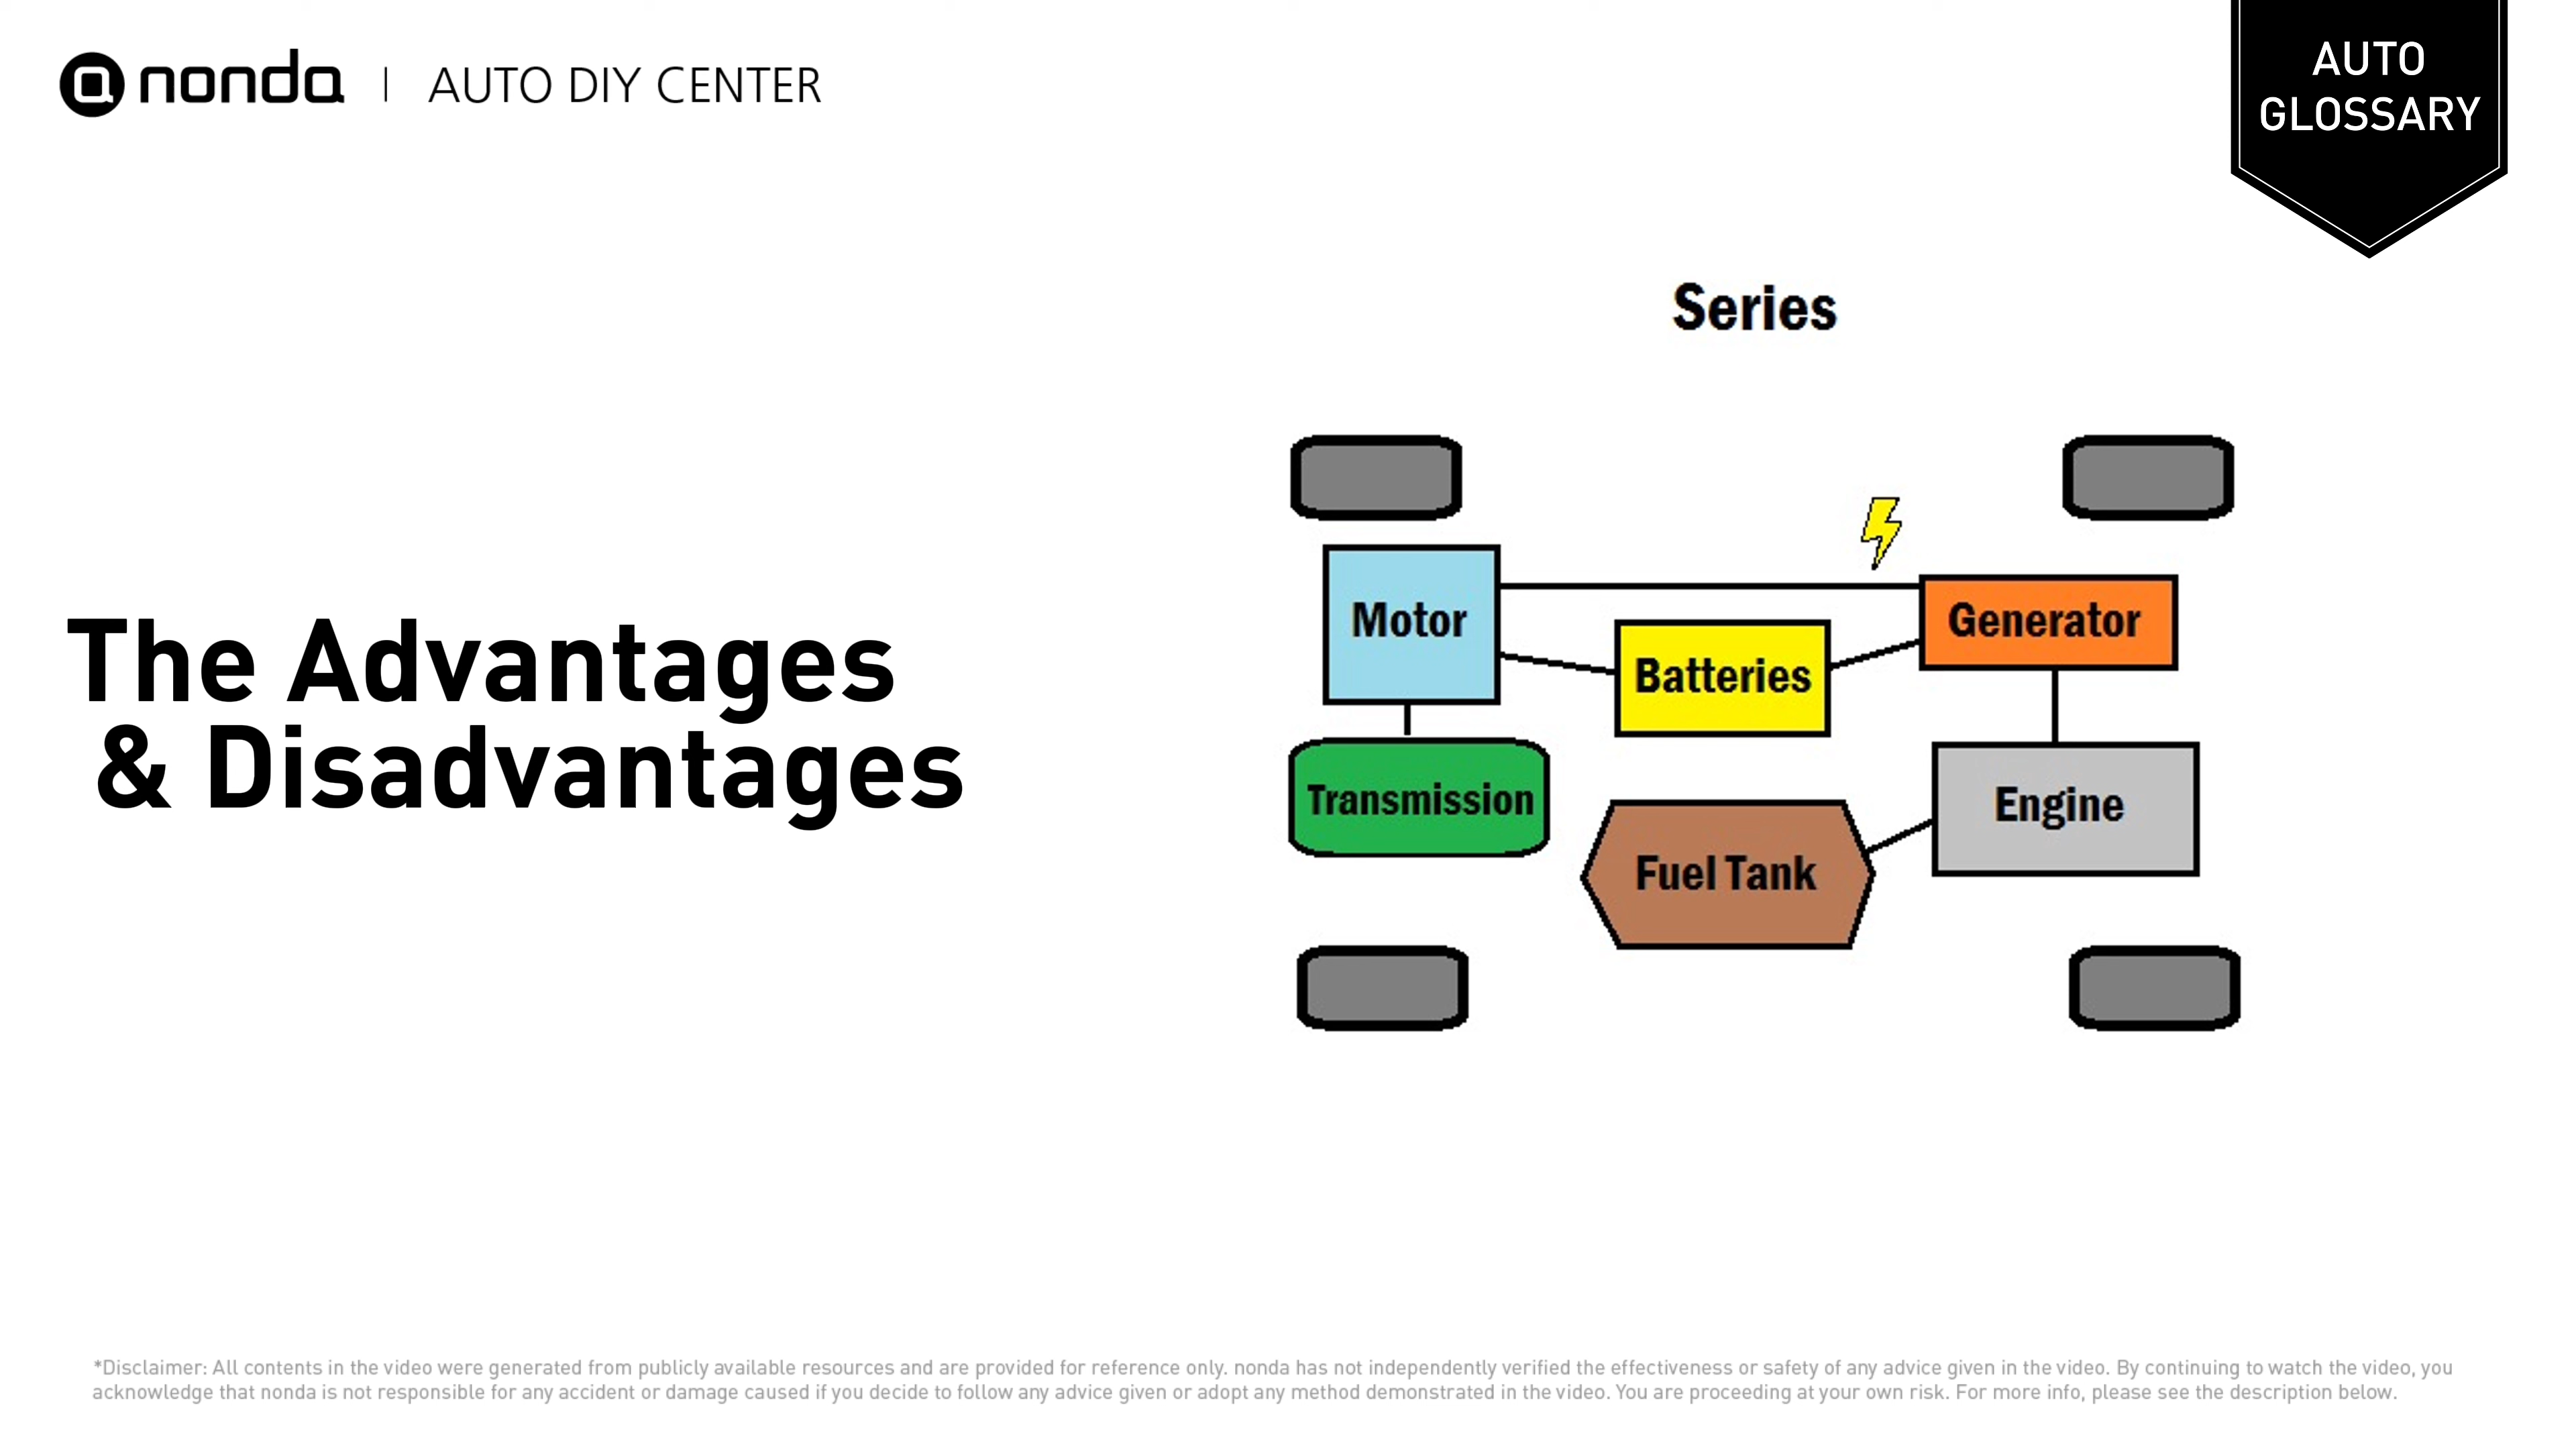 nonda | AUTO DIY CENTER
AUTO
GLOSSARY
Series
The Advantages
& Disadvantages
Motor
Generator
Batteries
Transmission
Engine
Fuel Tank
*Disclaimer: All contents in the video were generated from publicly available resources and are provided for reference only. nonda has not independently verified the effectiveness or safety of any advice given in the video. By continuing to watch the video, you
acknowledge that nonda is not responsible for any accident or damage caused if you decide to follow any advice given or adopt any method demonstrated in the video. You are proceeding at your own risk. For more info, please see the description below.